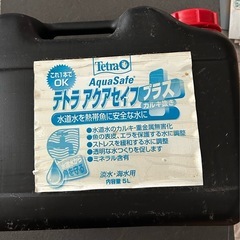 これ1本で
OK
Tetra
AquaSafe
テトラ アクアセイフプラス
カルキ抜き
水道水を熱帯魚に安全な水に
●水道水のカルキ・重金属無害化
●魚の表皮、エラを保護する水に調整
●ストレスを緩和する水に調整
●透明な水つくりを促します
●ミネラル含有
淡水・海水用
内容量 5L